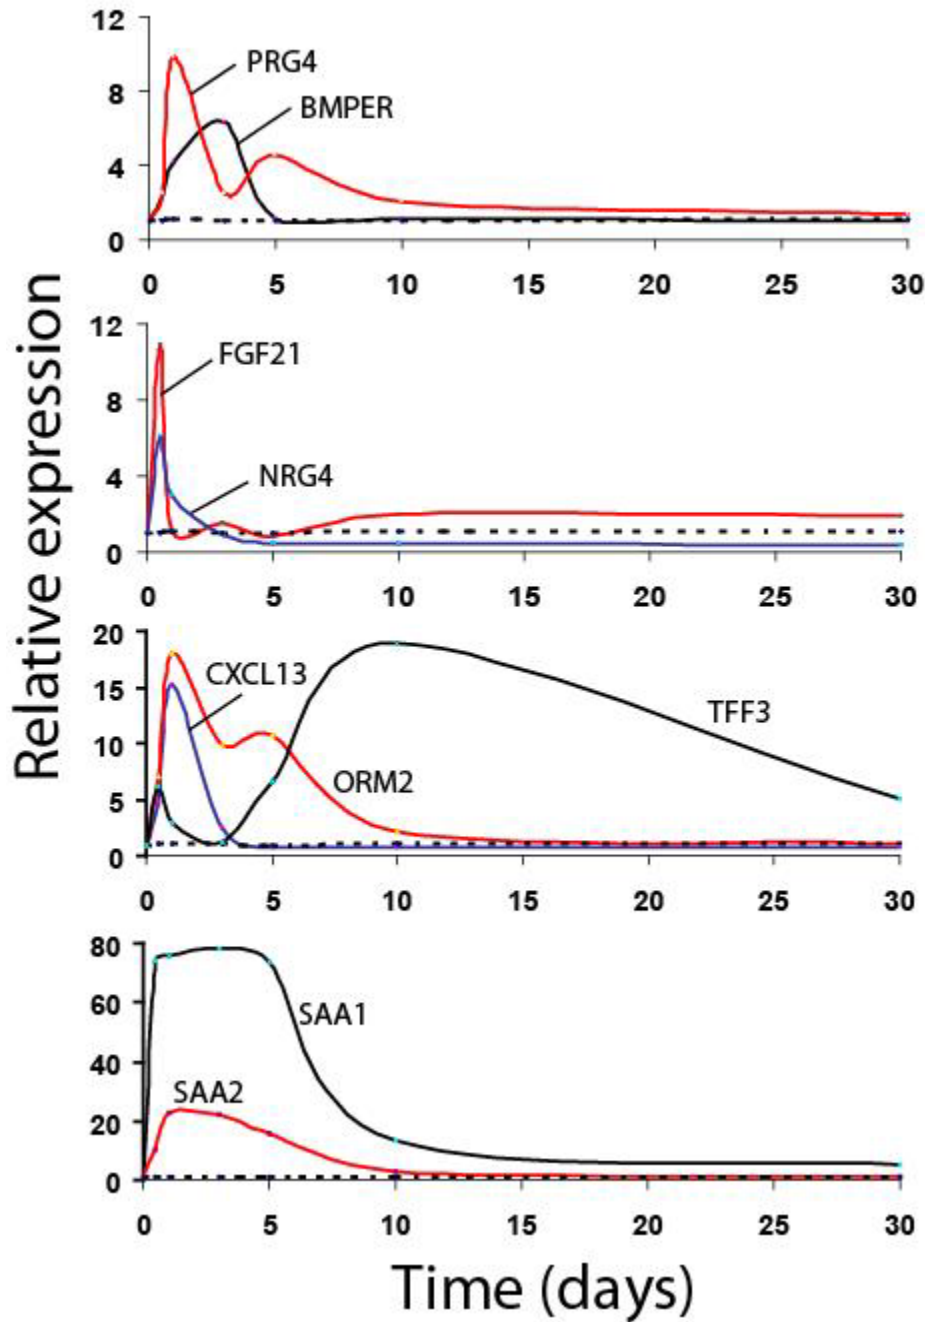 Relative expression
12
PRG4
8
BMPER
4
0
0 5 10 15 20 25 30
12
FGF21
8
NRG4
4
0
0 5 10 15 20 25 30
20
CXCL13
15
TFF3
10
ORM2
5
0
0 5 10 15 20 25 30
80
60
SAA1
40
SAA2
20
0
0 5 10 15 20 25 30
Time (days)